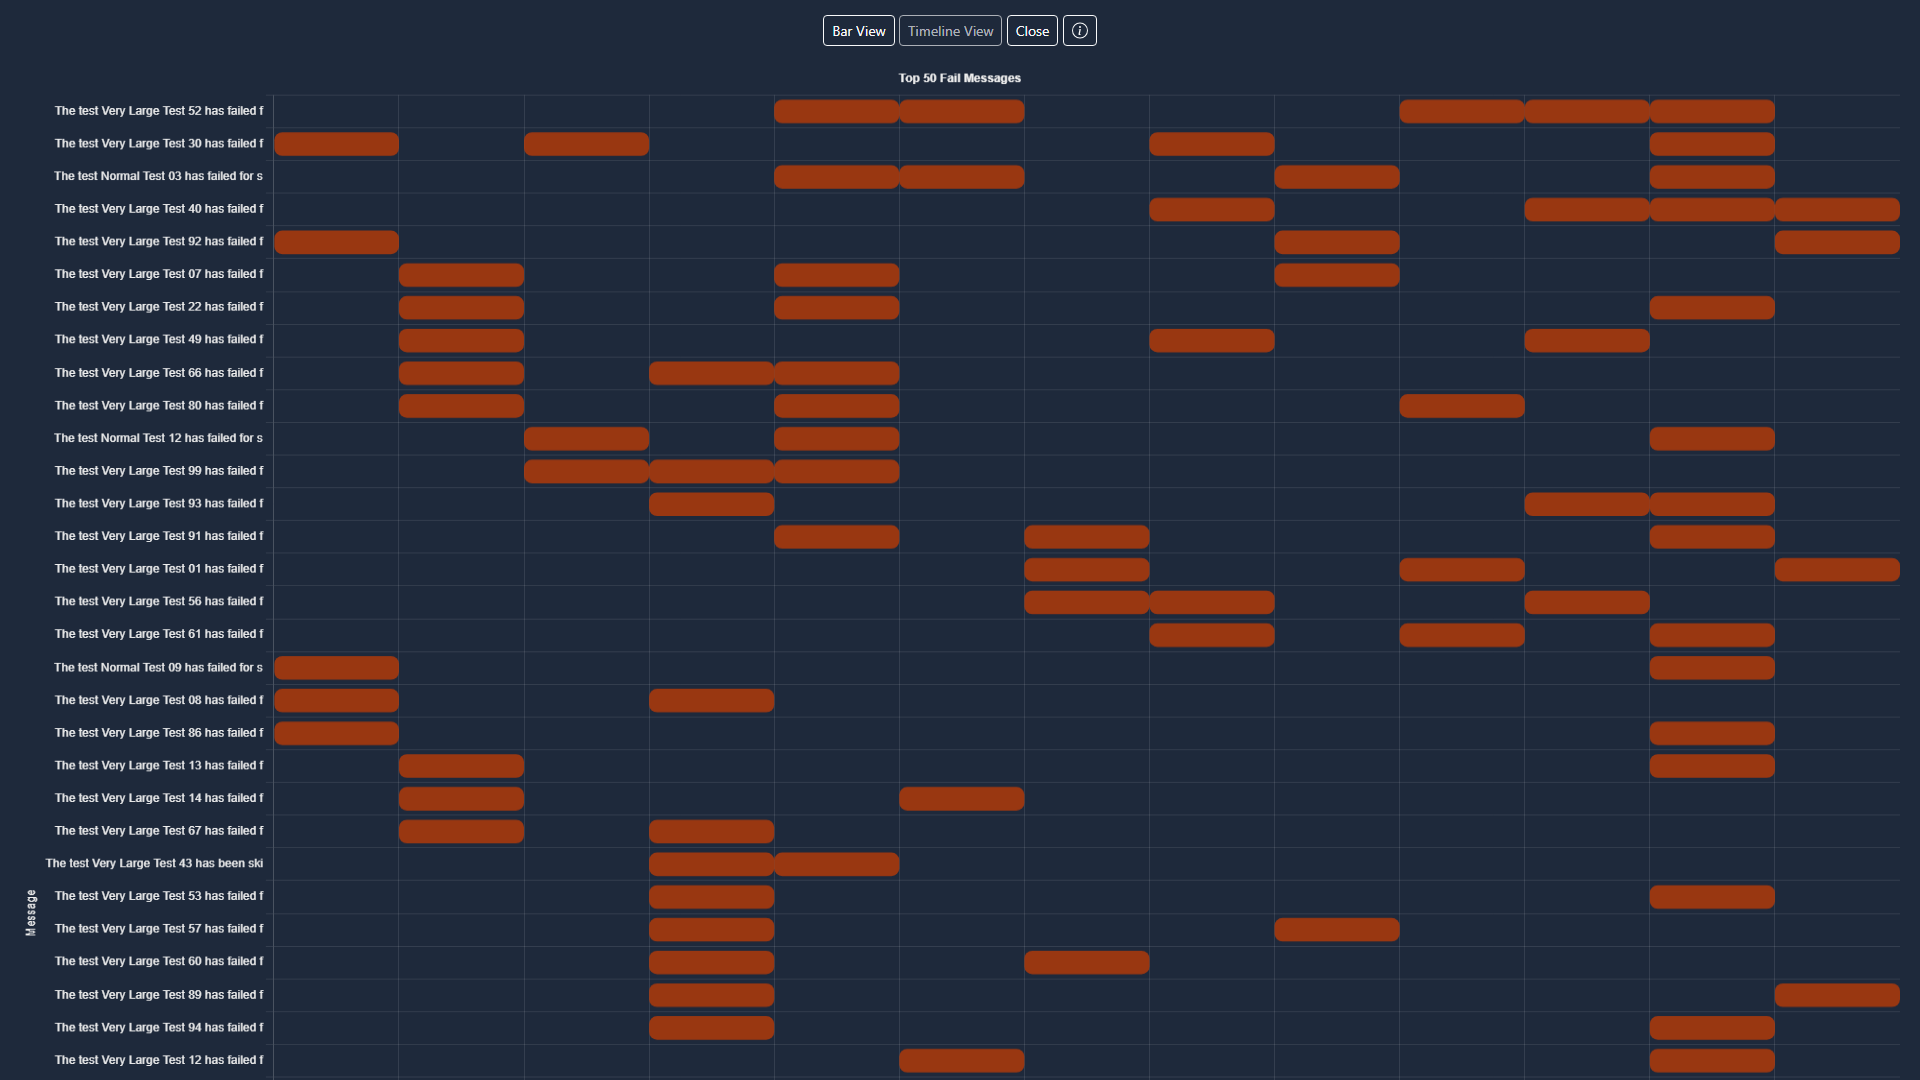 Bar View
Timeline View
Close
Top 50 Fail Messages
The test Very Large Test 52 has failed f
The test Very Large Test 30 has failed f
The test Normal Test 03 has failed for s
The test Very Large Test 40 has failed f
The test Very Large Test 92 has failed f
The test Very Large Test 07 has failed f
The test Very Large Test 22 has failed f
The test Very Large Test 49 has failed f
The test Very Large Test 66 has failed f
The test Very Large Test 80 has failed f
The test Normal Test 12 has failed for s
The test Very Large Test 99 has failed f
The test Very Large Test 93 has failed f
The test Very Large Test 91 has failed f
The test Very Large Test 01 has failed f
The test Very Large Test 56 has failed f
The test Very Large Test 61 has failed f
The test Normal Test 09 has failed for s
The test Very Large Test 08 has failed f
The test Very Large Test 86 has failed f
The test Very Large Test 13 has failed f
The test Very Large Test 14 has failed f
The test Very Large Test 67 has failed f
The test Very Large Test 43 has been ski
The test Very Large Test 53 has failed f
The test Very Large Test 57 has failed f
The test Very Large Test 60 has failed f
The test Very Large Test 89 has failed f
The test Very Large Test 94 has failed f
The test Very Large Test 12 has failed f
Message